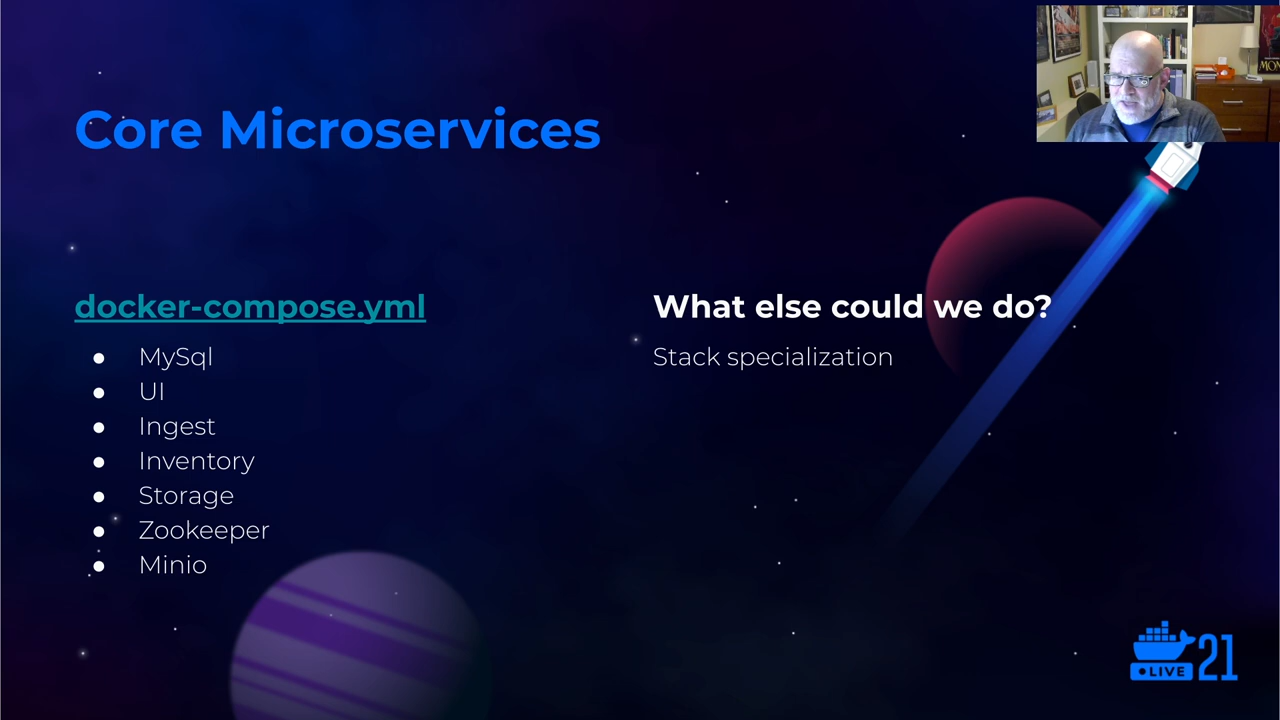 Core Microservices
docker-compose.yml
● MySql
● UI
● Ingest
● Inventory
● Storage
● Zookeeper
● Minio
What else could we do?
Stack specialization
LIVE 21